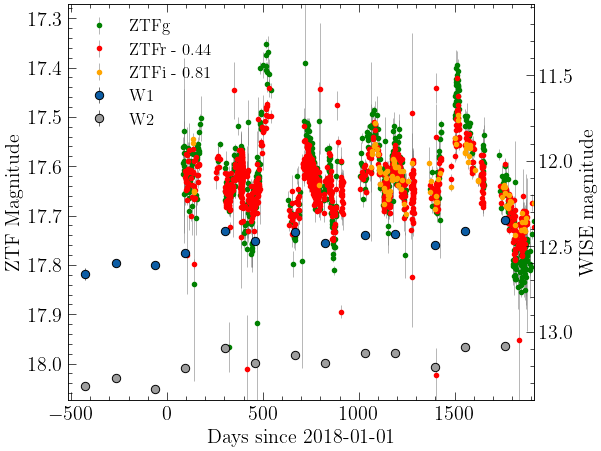 ZTFg
ZTFr - 0.44
ZTFi - 0.81
W1
W2
17.3
17.4
17.5
17.6
17.7
17.8
17.9
18.0
ZTF Magnitude
11.5
12.0
12.5
13.0
WISE magnitude
-500 0 500 1000 1500
Days since 2018-01-01